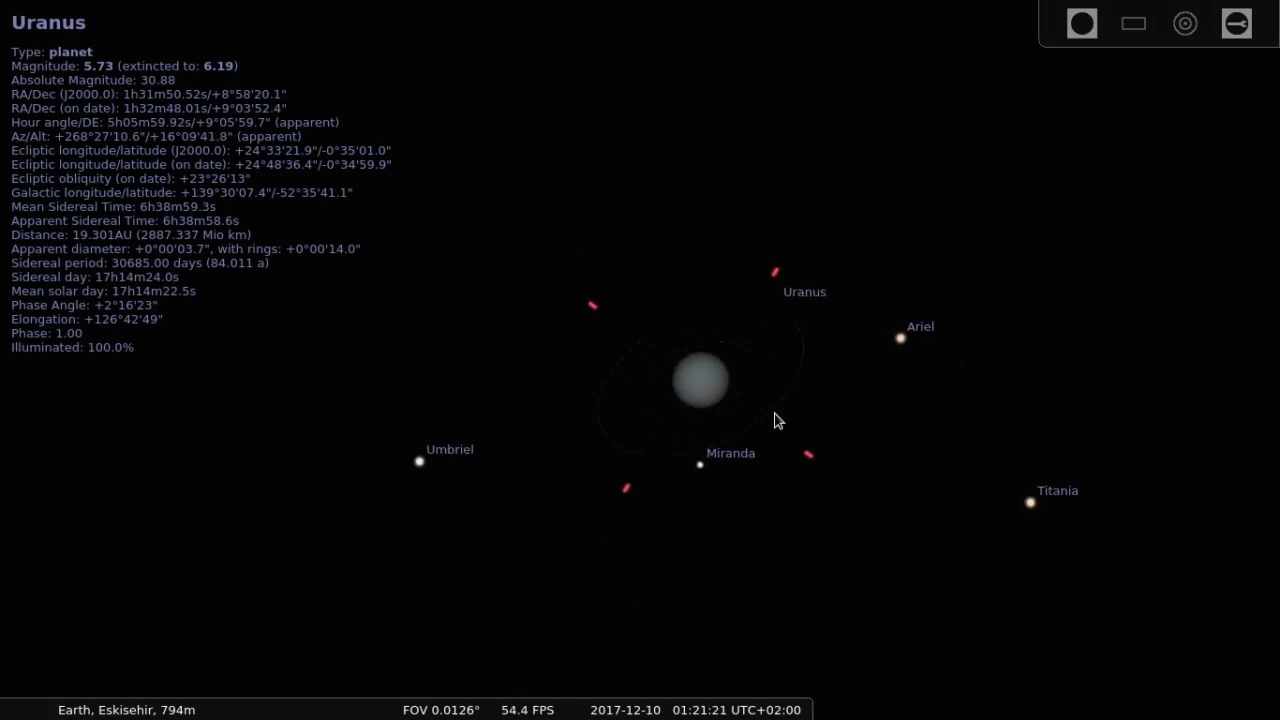 Uranus
Type: planet
Magnitude: 5.73 (extincted to: 6.19)
Absolute Magnitude: 30.88
RA/Dec (J2000.0): 1h31m50.52s/+8°58'20.1"
RA/Dec (on date): 1h32m48.01s/+9°03'52.4"
Hour angle/DE: 5h05m59.92s/+9°05'59.7" (apparent)
Az/Alt: +268°27'10.6"/+16°09'41.8" (apparent)
Ecliptic longitude/latitude (J2000.0): +24°33'21.9"/-0°35'01.0"
Ecliptic longitude/latitude (on date): +24°48'36.4"/-0°34'59.9"
Ecliptic obliquity (on date): +23°26'13"
Galactic longitude/latitude: +139°30'07.4"/-52°35'41.1"
Mean Sidereal Time: 6h38m59.3s
Apparent Sidereal Time: 6h38m58.6s
Distance: 19.301AU (2887.337 Mio km)
Apparent diameter: +0°00'03.7", with rings: +0°00'14.0"
Sidereal period: 30685.00 days (84.011 a)
Sidereal day: 17h14m24.0s
Mean solar day: 17h14m22.5s
Phase Angle: +2°16'23"
Elongation: +126°42'49"
Phase: 1.00
Illuminated: 100.0%
Uranus
Ariel
Umbriel
Miranda
Titania
Earth, Eskisehir, 794m FOV 0.0126° 54.4 FPS 2017-12-10 01:21:21 UTC+02:00